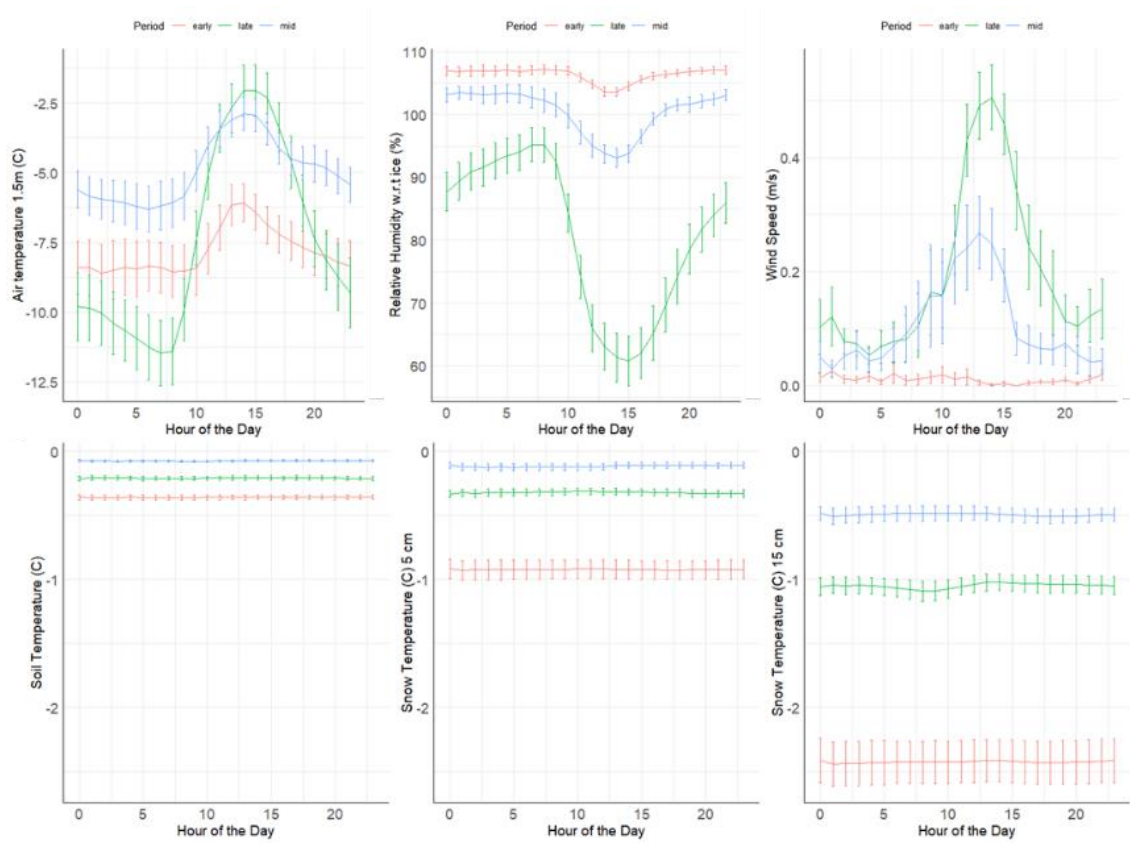 Period early late mid
Period early late mid
Period early late mid
Air temperature 1.5m (C)
-2.5
-5.0
-7.5
-10.0
-12.5
0 5 10 15 20
Hour of the Day
Relative Humidity w.r.t ice (%)
110
100
90
80
70
60
0 5 10 15 20
Hour of the Day
Wind Speed (m/s)
0.4
0.2
0.0
0 5 10 15 20
Hour of the Day
Soil Temperature (C)
0
-1
-2
0 5 10 15 20
Hour of the Day
Snow Temperature (C) 5 cm
0
-1
-2
0 5 10 15 20
Hour of the Day
Snow Temperature (C) 15 cm
0
-1
-2
0 5 10 15 20
Hour of the Day